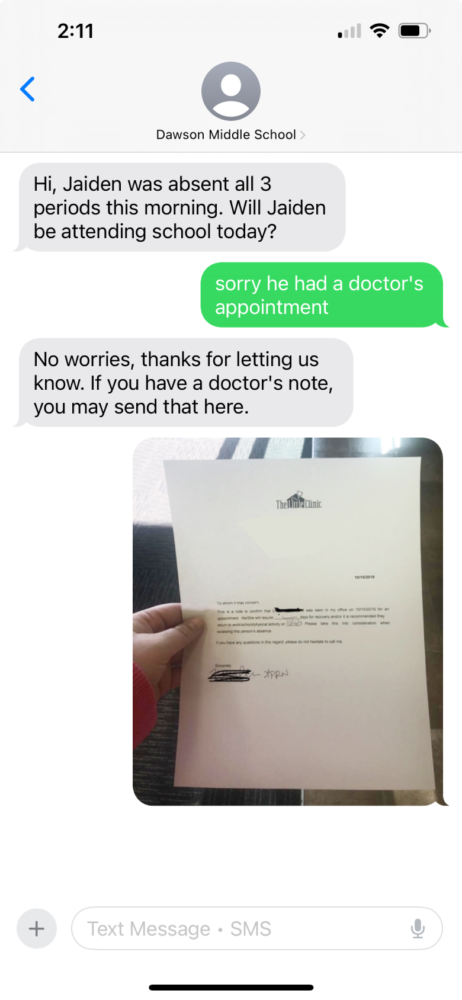 2:11
Dawson Middle School
Hi, Jaiden was absent all 3
periods this morning. Will Jaiden
be attending school today?
sorry he had a doctor's
appointment
No worries, thanks for letting us
know. If you have a doctor's note,
you may send that here.
The Little Clinic
10/15/2019
To whom it may concern,
This is a note to confirm that was seen in my office on 10/15/2019 for an
appointment. He/She will require days for recovery and/or it is recommended they
return to work/school/physical activity on Please take this into consideration when
reviewing this person's absence.
If you have any questions in this regard, please do not hesitate to call me.
Sincerely,
APRN
Text Message • SMS